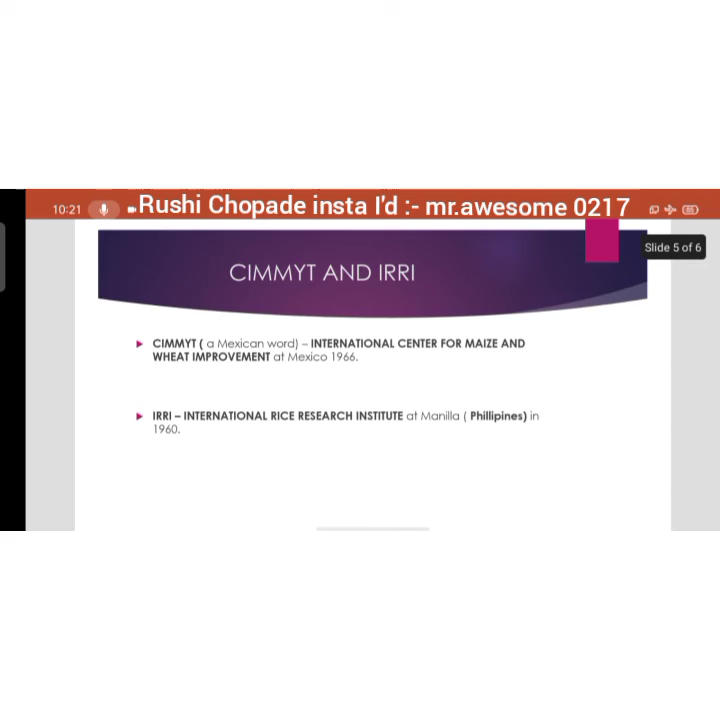 10:21
Rushi Chopade insta I'd :- mr.awesome 0217
Slide 5 of 6
CIMMYT AND IRRI
CIMMYT ( a Mexican word) – INTERNATIONAL CENTER FOR MAIZE AND
WHEAT IMPROVEMENT at Mexico 1966.
IRRI – INTERNATIONAL RICE RESEARCH INSTITUTE at Manilla ( Phillipines) in
1960.